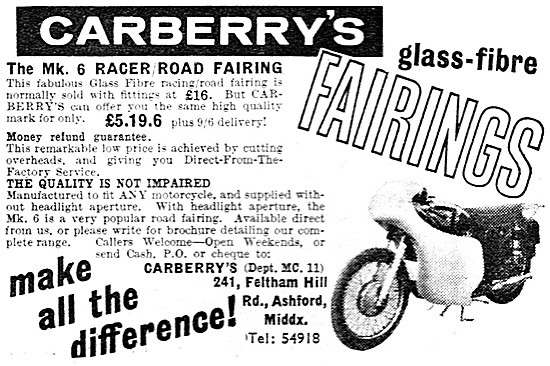 CARBERRY'S
glass-fibre
FAIRINGS
The Mk. 6 RACER/ROAD FAIRING
This fabulous Glass Fibre racing/road fairing is
normally sold with fittings at £16. But CAR-
BERRY'S can offer you the same high quality
mark for only. £5.19.6 plus 9/6 delivery!
Money refund guarantee.
This remarkable low price is achieved by cutting
overheads, and giving you Direct-From-The-
Factory Service.
THE QUALITY IS NOT IMPAIRED
Manufactured to fit ANY motorcycle, and supplied with-
out headlight aperture. With headlight aperture, the
Mk. 6 is a very popular road fairing. Available direct
from us, or please write for brochure detailing our com-
plete range. Callers Welcome—Open Weekends, or
send Cash, P.O. or cheque to:
CARBERRY'S (Dept. MC. 11)
241, Feltham Hill
Rd., Ashford,
Middx.
Tel: 54918
make
all the
difference!